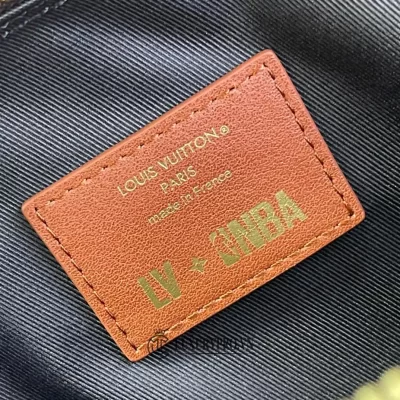 LOUIS VUITTON®
PARIS
made in France
LV + NBA